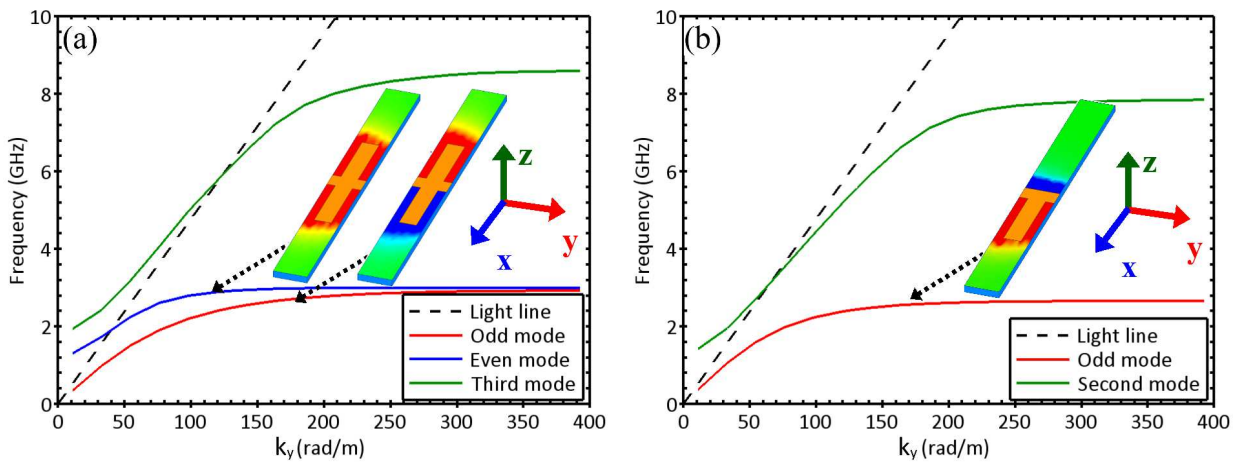 (a)
Frequency (GHz)
10
8
6
4
2
0
0 50 100 150 200 250 300 350 400
ky (rad/m)
z
y
x
Light line
Odd mode
Even mode
Third mode
(b)
Frequency (GHz)
10
8
6
4
2
0
0 50 100 150 200 250 300 350 400
ky (rad/m)
z
y
x
Light line
Odd mode
Second mode